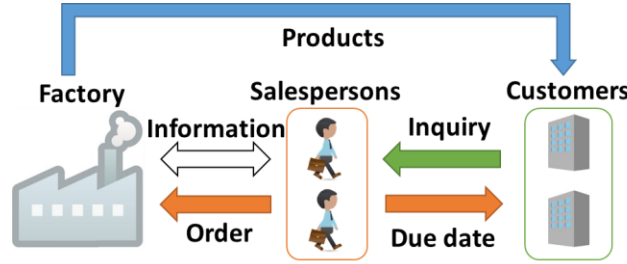 Products
Factory
Salespersons
Customers
Information
Inquiry
Order
Due date